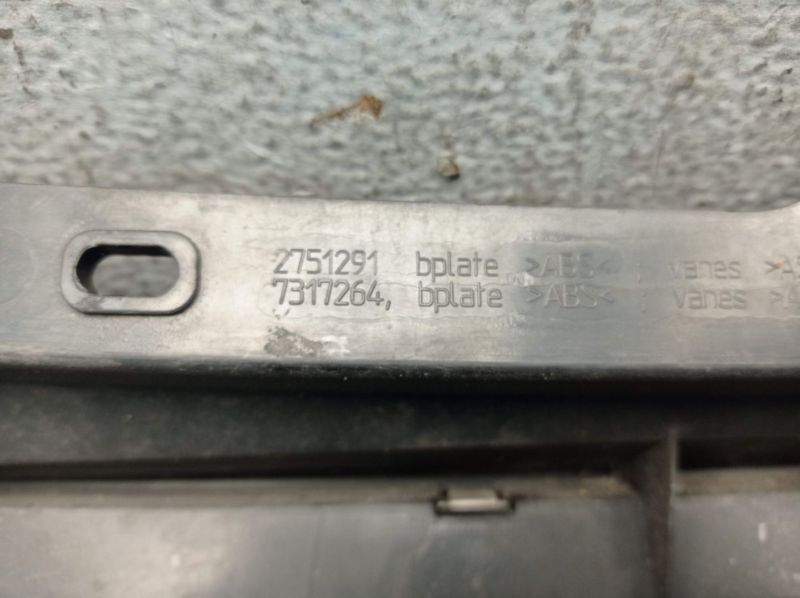 2751291 bplate >ABS< ; vanes >A
7317264, bplate >ABS< ; vanes >A